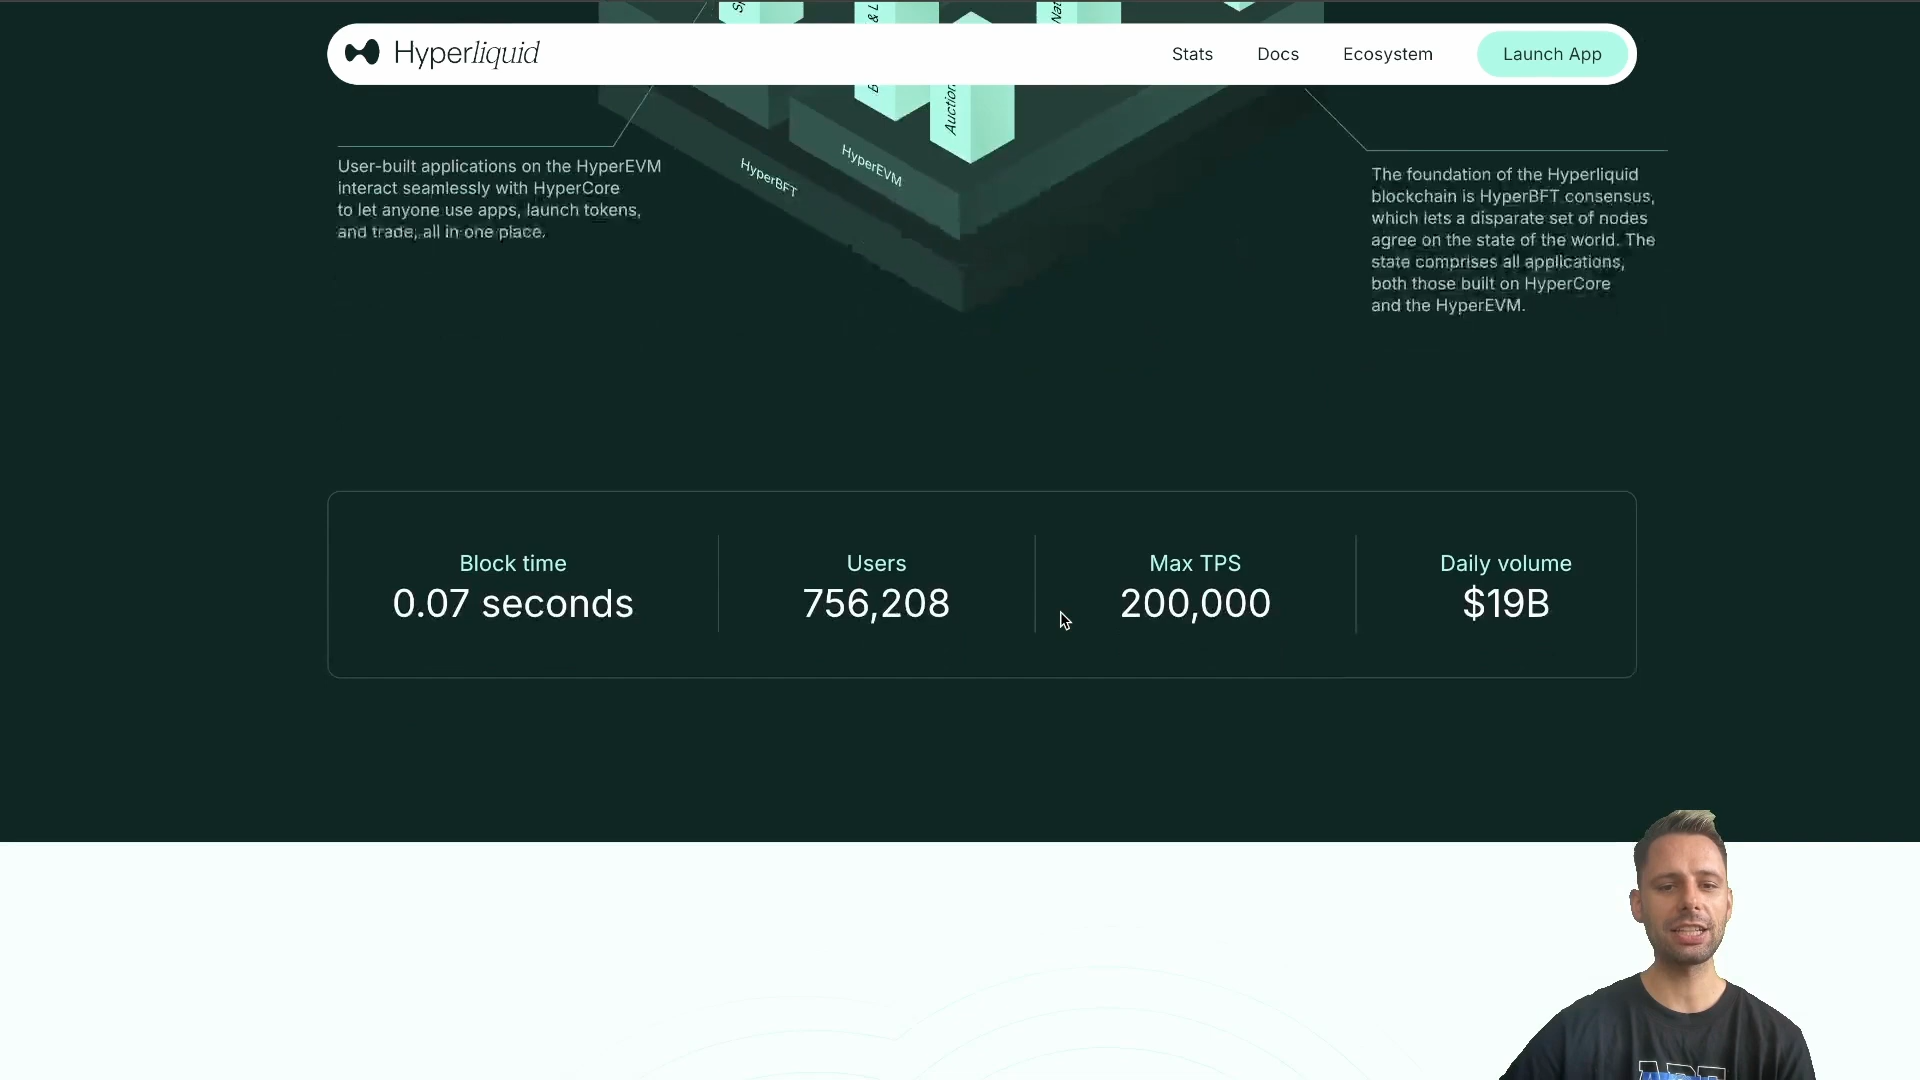 Hyperliquid
Stats
Docs
Ecosystem
Launch App
Auction
HyperBFT
HyperEVM
User-built applications on the HyperEVM
interact seamlessly with HyperCore
to let anyone use apps, launch tokens,
and trade, all in one place.
The foundation of the Hyperliquid
blockchain is HyperBFT consensus,
which lets a disparate set of nodes
agree on the state of the world. The
state comprises all applications,
both those built on HyperCore
and the HyperEVM.
Block time
0.07 seconds
Users
756,208
Max TPS
200,000
Daily volume
$19B